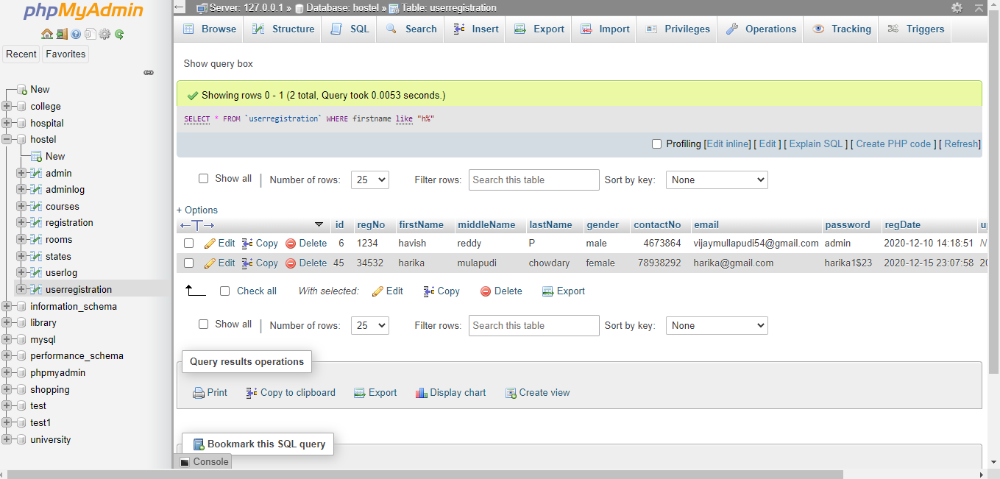 phpMyAdmin
Recent Favorites
New
college
hospital
hostel
New
admin
adminlog
courses
registration
rooms
states
userlog
userregistration
information_schema
library
mysql
performance_schema
phpmyadmin
shopping
test
test1
university
Server: 127.0.0.1 » Database: hostel » Table: userregistration
Browse Structure SQL Search Insert Export Import Privileges Operations Tracking Triggers
Show query box
Showing rows 0 - 1 (2 total, Query took 0.0053 seconds.)
SELECT * FROM `userregistration` WHERE firstname like "h%"
Profiling [Edit inline] [ Edit ] [ Explain SQL ] [ Create PHP code ] [ Refresh]
Show all | Number of rows: 25 Filter rows: Search this table Sort by key: None
+ Options
←T→ id regNo firstName middleName lastName gender contactNo email password regDate
Edit Copy Delete 6 1234 havish reddy P male 4673864 vijaymullapudi54@gmail.com admin 2020-12-10 14:18:51
Edit Copy Delete 45 34532 harika mulapudi chowdary female 78938292 harika@gmail.com harika1$23 2020-12-15 23:07:58 20
Check all With selected: Edit Copy Delete Export
Show all | Number of rows: 25 Filter rows: Search this table Sort by key: None
Query results operations
Print Copy to clipboard Export Display chart Create view
Bookmark this SQL query
Console